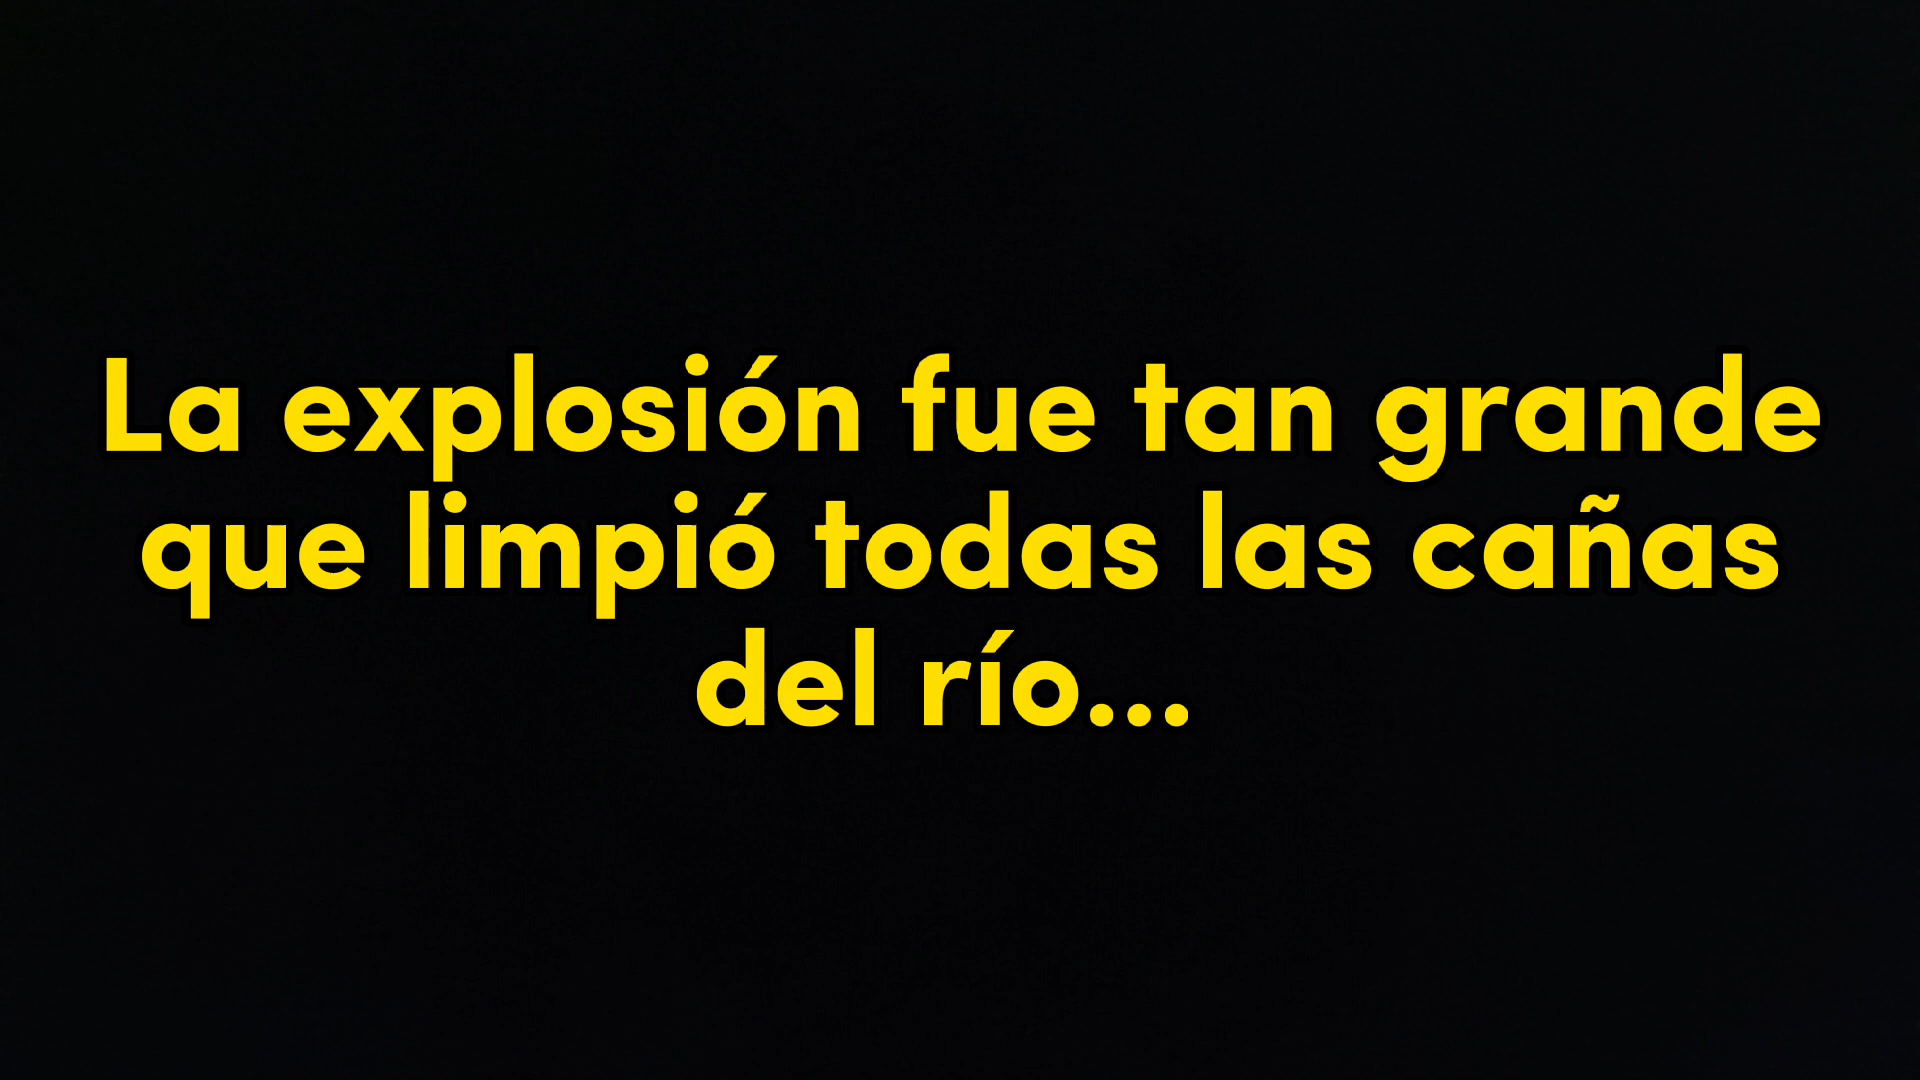 La explosión fue tan grande
que limpió todas las cañas
del río...